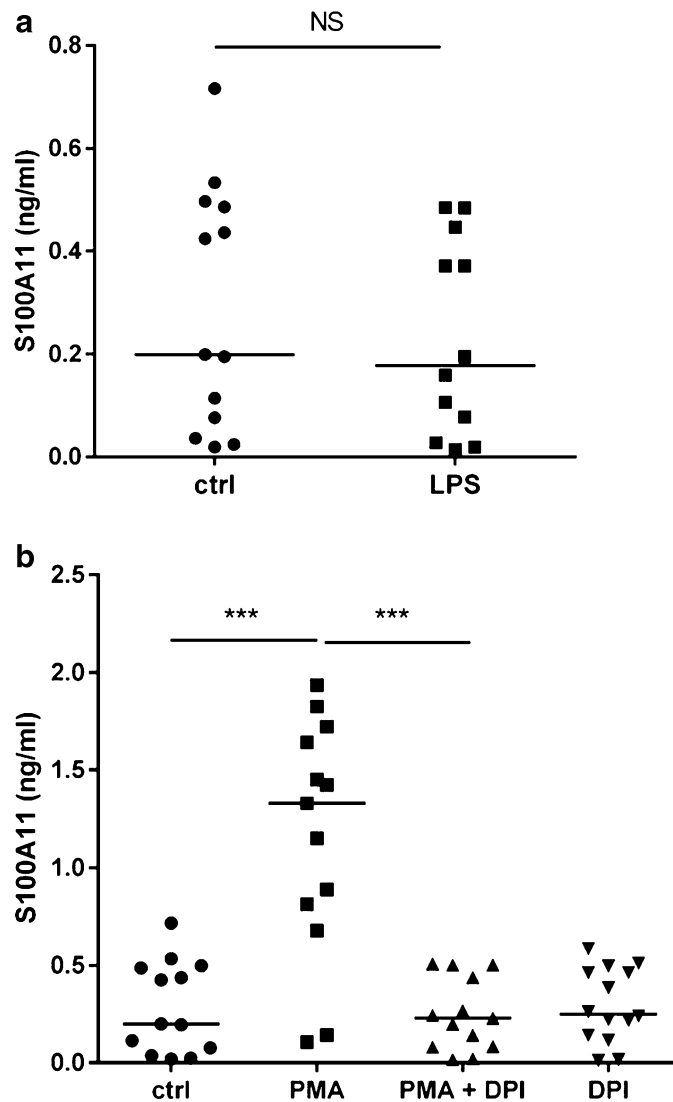 a
NS
S100A11 (ng/ml)
0.8
0.6
0.4
0.2
0.0
ctrl LPS
b
S100A11 (ng/ml)
2.5
*** ***
2.0
1.5
1.0
0.5
0.0
ctrl PMA PMA + DPI DPI